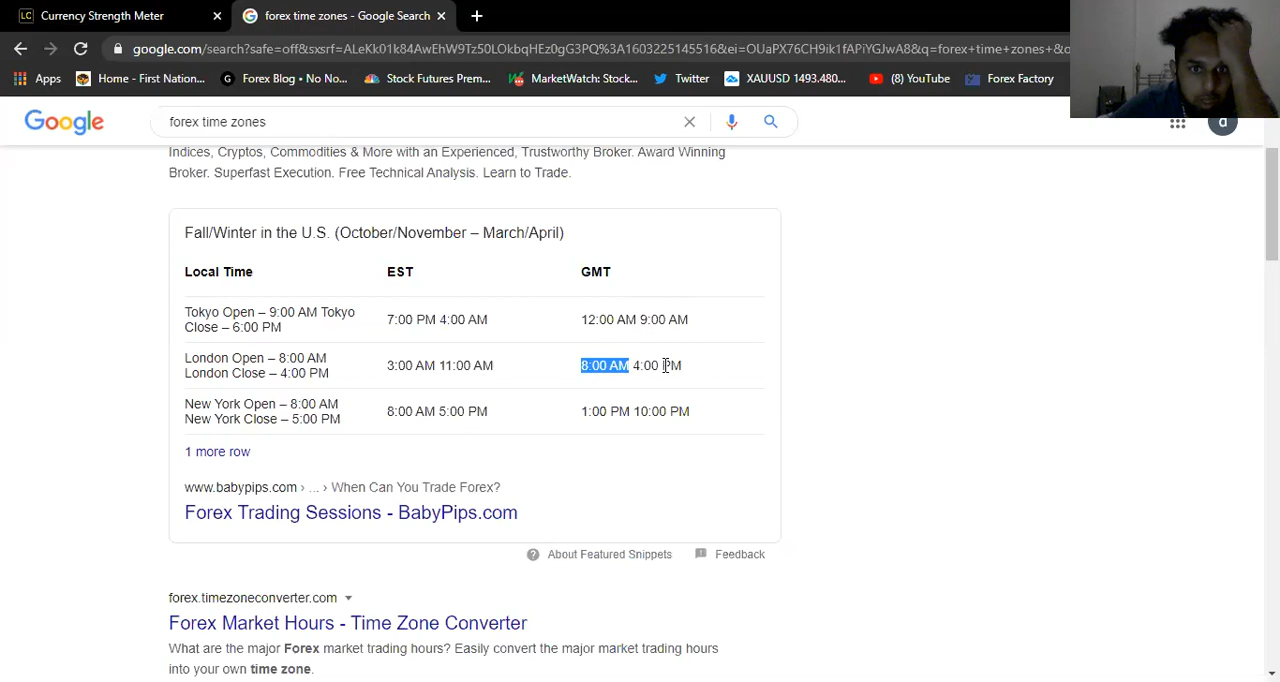 LC Currency Strength Meter
forex time zones - Google Search
google.com/search?safe=off&sxsrf=ALeKk01k84AwEhW9Tz50LOkbqHEz0gG3PQ%3A1603225145516&ei=OUaPX76CH9ik1fAPiYGJwA8&q=forex+time+zones+&
Apps
Home - First Nation...
Forex Blog • No No...
Stock Futures Prem...
MarketWatch: Stock...
Twitter
XAUUSD 1493.480...
(8) YouTube
Forex Factory
Google
forex time zones
d
Indices, Cryptos, Commodities & More with an Experienced, Trustworthy Broker. Award Winning
Broker. Superfast Execution. Free Technical Analysis. Learn to Trade.
Fall/Winter in the U.S. (October/November – March/April)
Local Time EST GMT
Tokyo Open – 9:00 AM Tokyo
Close – 6:00 PM
7:00 PM 4:00 AM
12:00 AM 9:00 AM
London Open – 8:00 AM
London Close – 4:00 PM
3:00 AM 11:00 AM
8:00 AM 4:00 PM
New York Open – 8:00 AM
New York Close – 5:00 PM
8:00 AM 5:00 PM
1:00 PM 10:00 PM
1 more row
www.babypips.com › ... › When Can You Trade Forex?
Forex Trading Sessions - BabyPips.com
About Featured Snippets
Feedback
forex.timezoneconverter.com
Forex Market Hours - Time Zone Converter
What are the major Forex market trading hours? Easily convert the major market trading hours
into your own time zone.